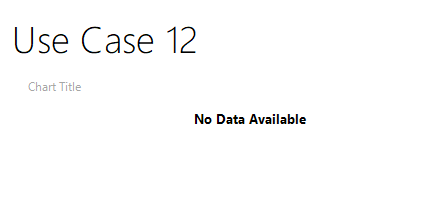 Use Case 12
Chart Title
No Data Available